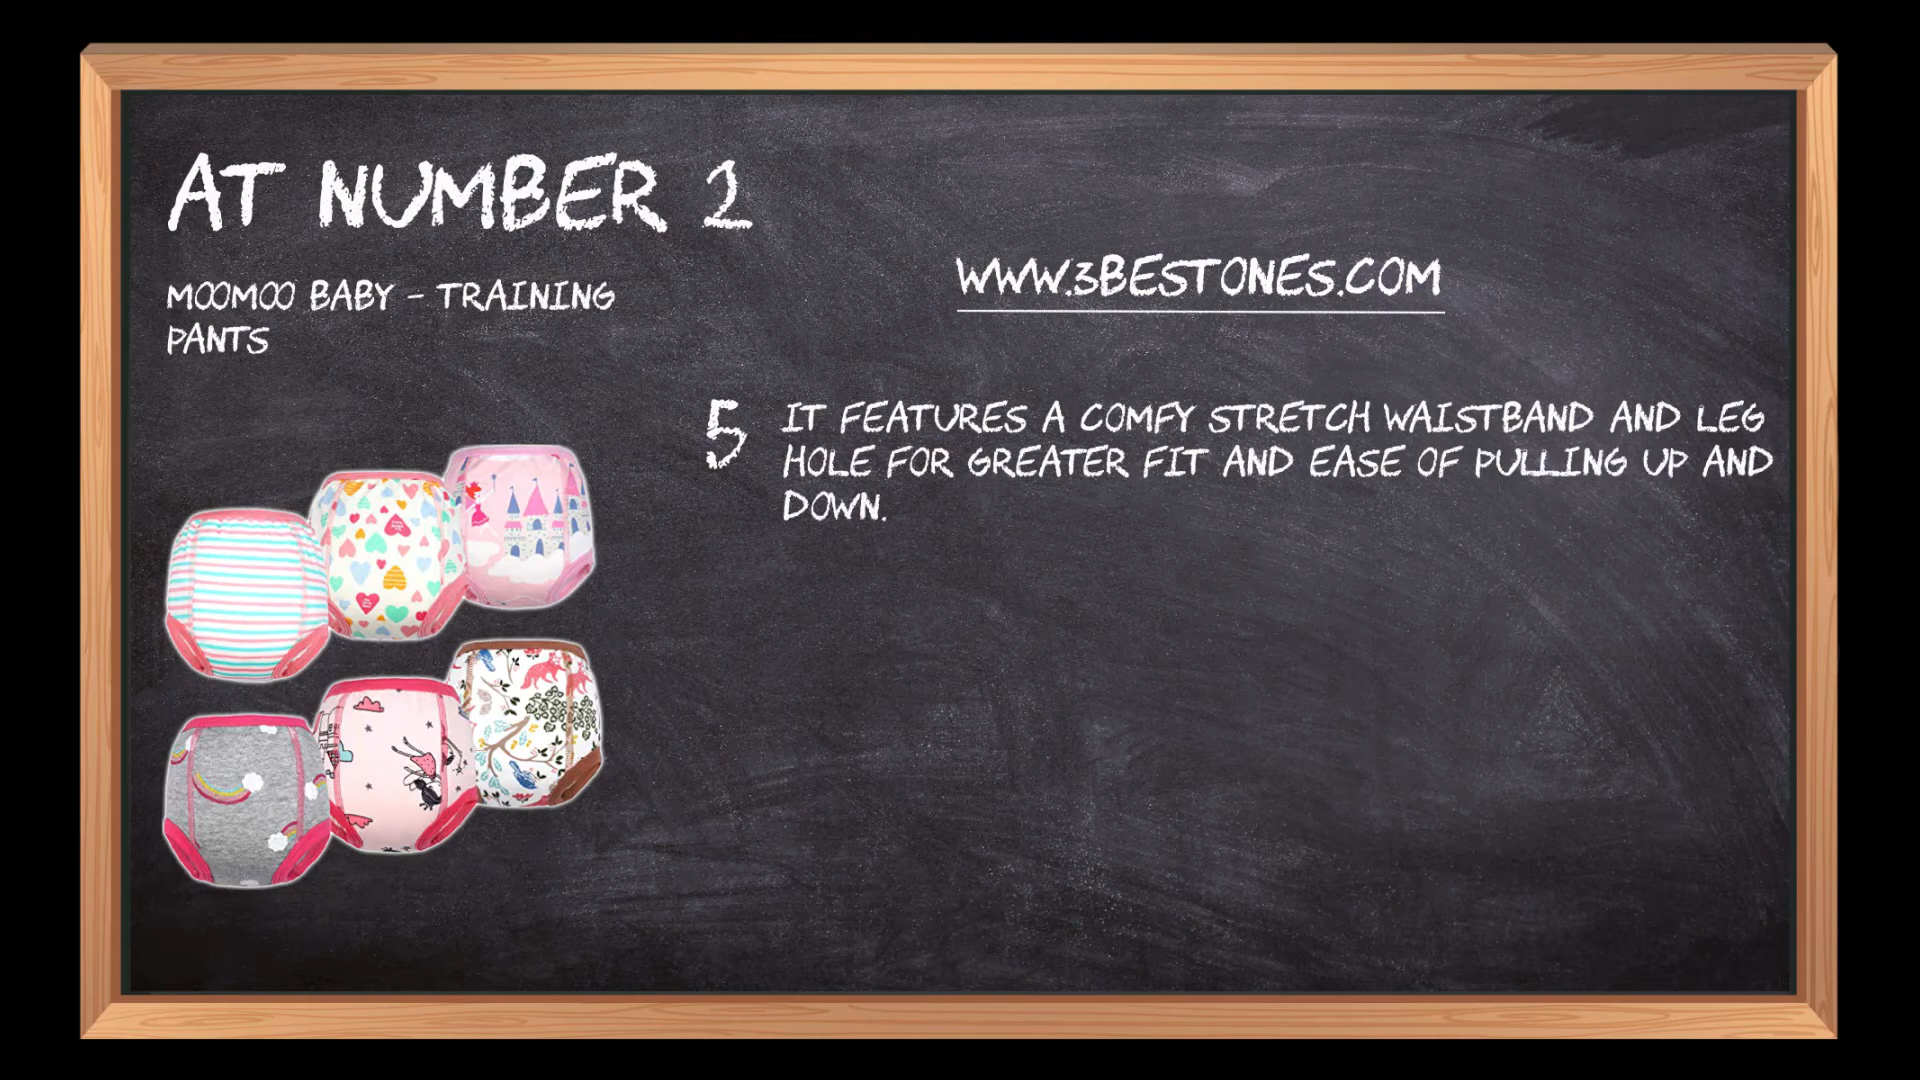 AT NUMBER 2
MOOMOO BABY - TRAINING
PANTS
WWW.3BESTONES.COM
5
IT FEATURES A COMFY STRETCH WAISTBAND AND LEG
HOLE FOR GREATER FIT AND EASE OF PULLING UP AND
DOWN.